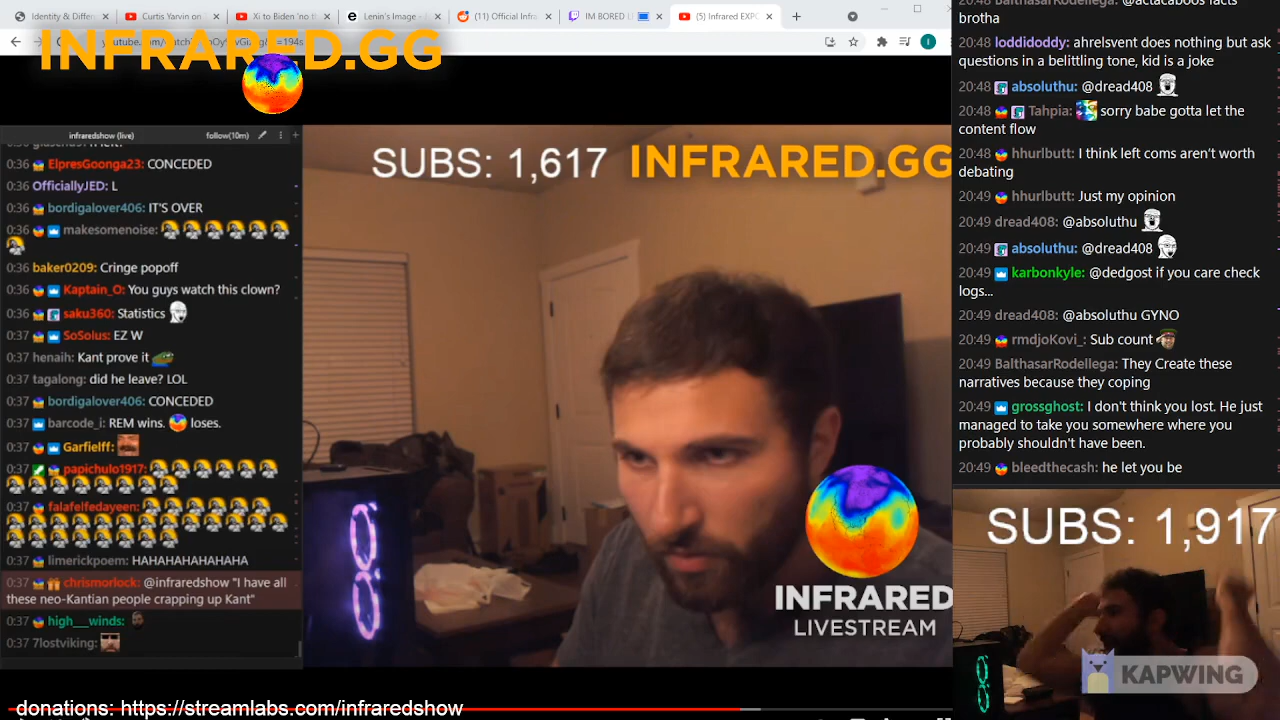 Identity & Differ
Curtis Yarvin on
Xi to Biden 'no t
Lenin's Image -
(11) Official Infra
IM BORED U
(5) Infrared EXPO
INFRARED.GG
infraredshow (live)
follow(10m)
0:36 ElpresGoonga23: CONCEDED
0:36 OfficiallyJED: L
0:36 bordigalover406: IT'S OVER
0:36 makesomenoise:
0:36 baker0209: Cringe popoff
0:36 Kaptain_O: You guys watch this clown?
0:36 saku360: Statistics
0:37 SoSolus: EZ W
0:37 henaih: Kant prove it
0:37 tagalong: did he leave? LOL
0:37 bordigalover406: CONCEDED
0:37 barcode_i: REM wins. loses.
0:37 Garfielff:
0:37 papichulo1917:
0:37 falafelfedayeen:
0:37 limerickpoem: HAHAHAHAHAHAHA
0:37 chrismorlock: @infraredshow "I have all
these neo-Kantian people crapping up Kant"
0:37 high__winds:
0:37 7lostviking:
SUBS: 1,617 INFRARED.GG
INFRARED
LIVESTREAM
donations: https://streamlabs.com/infraredshow
20:48 BalthasarRodellega: @actacaboos facts
brotha
20:48 loddidoddy: ahrelsvent does nothing but ask
questions in a belittling tone, kid is a joke
20:48 absoluthu: @dread408
20:48 Tahpia: sorry babe gotta let the
content flow
20:48 hhurlbutt: I think left coms aren't worth
debating
20:49 hhurlbutt: Just my opinion
20:49 dread408: @absoluthu
20:49 absoluthu: @dread408
20:49 karbonkyle: @dedgost if you care check
logs...
20:49 dread408: @absoluthu GYNO
20:49 rmdjoKovi_: Sub count
20:49 BalthasarRodellega: They Create these
narratives because they coping
20:49 grossghost: I don't think you lost. He just
managed to take you somewhere where you
probably shouldn't have been.
20:49 bleedthecash: he let you be
SUBS: 1,917
KAPWING